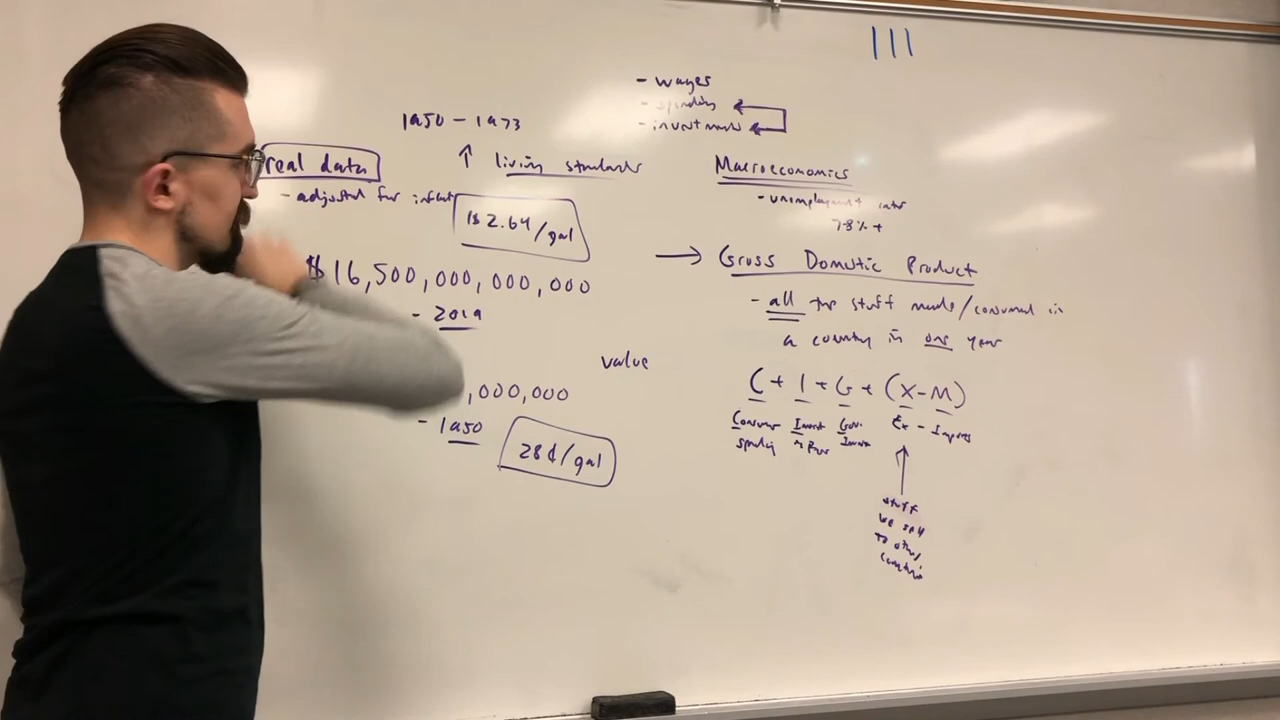 111
- wages
- spending
- investments
1950 - 1973
↑ living standards
real data
- adjusted for inflat
$2.64/gal
$16,500,000,000,000
- 2019
value
,000,000
- 1950
28¢/gal
Macroeconomics
- unemployment rate
7-8% +
→ Gross Domestic Product
- all the stuff made/consumed in
a country in one year
C + I + G + (X - M)
Consumer
spending
Invest
Gov.
Invest
Ex - Imports
stuff
we sell
to other
countries